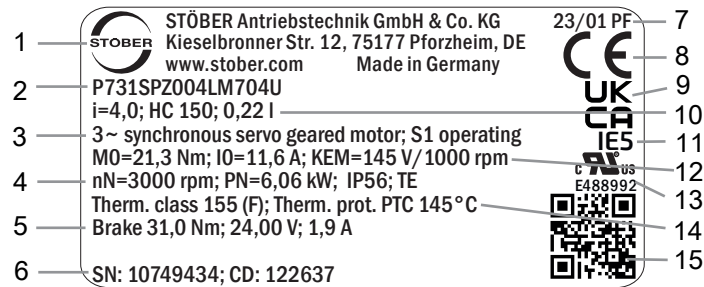 STÖBER Antriebstechnik GmbH & Co. KG 23/01 PF 7
1 STOBER Kieselbronner Str. 12, 75177 Pforzheim, DE CE 8
www.stober.com Made in Germany
2 P731SPZ004LM704U UK CA 9
i=4,0; HC 150; 0,22 l 10
3 3~ synchronous servo geared motor; S1 operating IE5 11
M0=21,3 Nm; I0=11,6 A; KEM=145 V/1000 rpm 12
4 nN=3000 rpm; PN=6,06 kW; IP56; TE c RU US E488992 13
Therm. class 155 (F); Therm. prot. PTC 145°C 14
5 Brake 31,0 Nm; 24,00 V; 1,9 A 15
6 SN: 10749434; CD: 122637